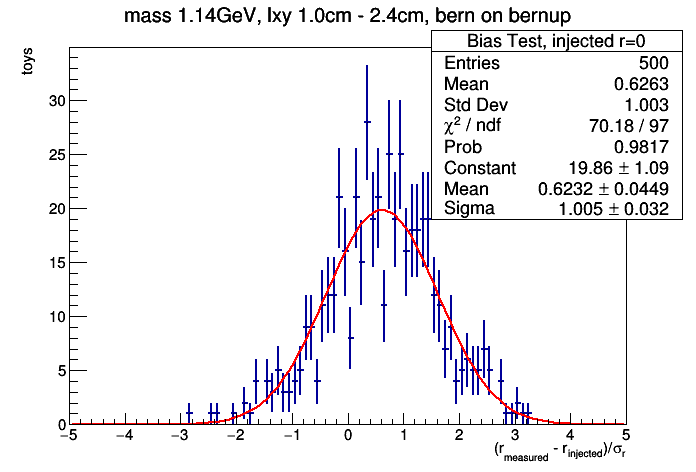 mass 1.14GeV, lxy 1.0cm - 2.4cm, bern on bernup
toys
Bias Test, injected r=0
Entries 500
Mean 0.6263
Std Dev 1.003
χ² / ndf 70.18 / 97
Prob 0.9817
Constant 19.86 ± 1.09
Mean 0.6232 ± 0.0449
Sigma 1.005 ± 0.032
30
25
20
15
10
5
0
−5 −4 −3 −2 −1 0 1 2 3 4 5
(r_measured - r_injected)/σ_r